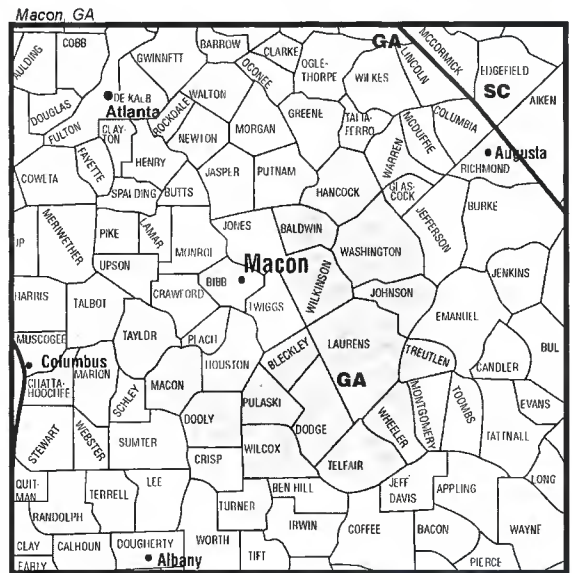 Macon, GA
COBB
BARROW
CLARKE
GA
MCCORMICK
AULDING
GWINNETT
OCONEE
OGLE-
THORPE
WILKES
LINCOLN
EDGEFIELD
SC
DE KALB
Atlanta
WALTON
ROCKDALE
DOUGLAS
FULTON
CLAY-
TON
NEWTON
MORGAN
GREENE
TALIA-
FERRO
MCDUFFIE
COLUMBIA
AIKEN
Augusta
RICHMOND
FAYETTE
HENRY
COWETA
SPALDING
BUTTS
JASPER
PUTNAM
HANCOCK
WARREN
GLAS-
COCK
BURKE
JEFFERSON
UP
MERIWETHER
PIKE
LAMAR
MONROE
JONES
BALDWIN
WASHINGTON
UPSON
Macon
BIBB
HARRIS
TALBOT
CRAWFORD
TWIGGS
WILKINSON
JOHNSON
JENKINS
EMANUEL
TAYLOR
PEACH
HOUSTON
BLECKLEY
LAURENS
TREUTLEN
CANDLER
BUL
MUSCOGEE
Columbus
CHATTA-
HOOCHEE
MARION
SCHLEY
MACON
DOOLY
PULASKI
GA
MONTGOMERY
TOOMBS
EVANS
STEWART
WEBSTER
SUMTER
CRISP
WILCOX
DODGE
WHEELER
TELFAIR
TATTNALL
LONG
QUIT-
MAN
TERRELL
LEE
TURNER
BEN HILL
JEFF
DAVIS
APPLING
RANDOLPH
IRWIN
COFFEE
BACON
WAYNE
CLAY
CALHOUN
DOUGHERTY
WORTH
EARLY
Albany
TIFT
PIERCE